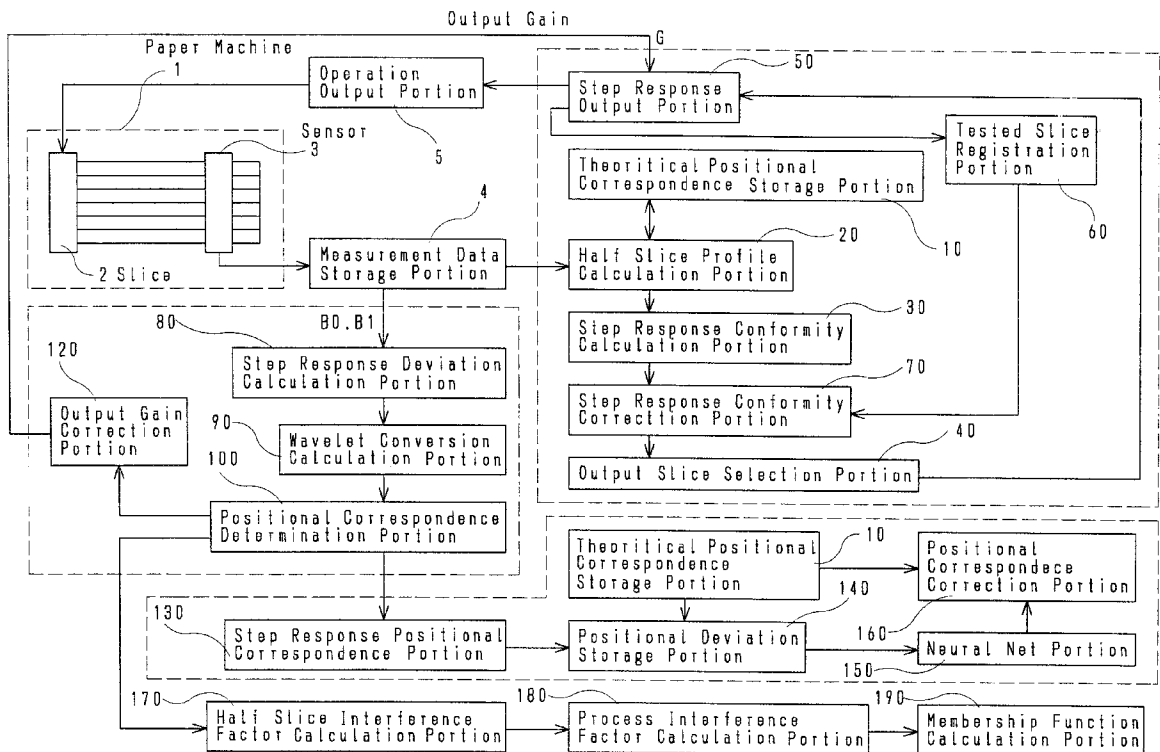 Output Gain
G
Paper Machine
1
Operation
Output Portion
5
50
Step Response
Output Portion
Sensor
3
Tested Slice
Registration
Portion
60
Theoritical Positional
Correspondence Storage Portion
10
4
20
Measurement Data
Storage Portion
Half Slice Profile
Calculation Portion
2 Slice
B0,B1
80
30
Step Response Conformity
Calculation Portion
120
Step Response Deviation
Calculation Portion
70
Step Response Conformity
Correcttion Portion
Output Gain
Correction
Portion
90
Wavelet Conversion
Calculation Portion
40
Output Slice Selection Portion
100
Positional Correspondence
Determination Portion
Theoritical Positional
Correspondence
Storage Portion
10
Positional
Correspondece
Correction Portion
140
160
130
Step Response Positional
Correspondence Portion
Positional Deviation
Storage Portion
Neural Net Portion
150
170
Half Slice Interference
Factor Calculation Portion
180
Process Interference
Factor Calculation Portion
190
Membership Function
Calculation Portion